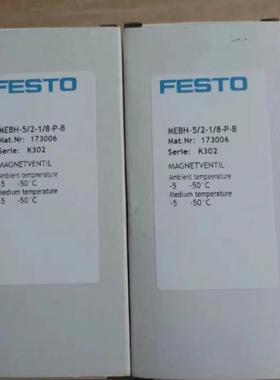 FESTO
MEBH-5/2-1/8-P-B
Mat.Nr: 173006
Serie: K302
MAGNETVENTIL
Ambient tempeerature
-5 -50°C
Medium temperature
-5 -50°C
FESTO
MEBH-5/2-1/8-P-B
Mat.Nr: 173006
Serie: K302
MAGNETVENTIL
Ambient tempeerature
-5 -50°C
Medium temperature
-5 -50°C